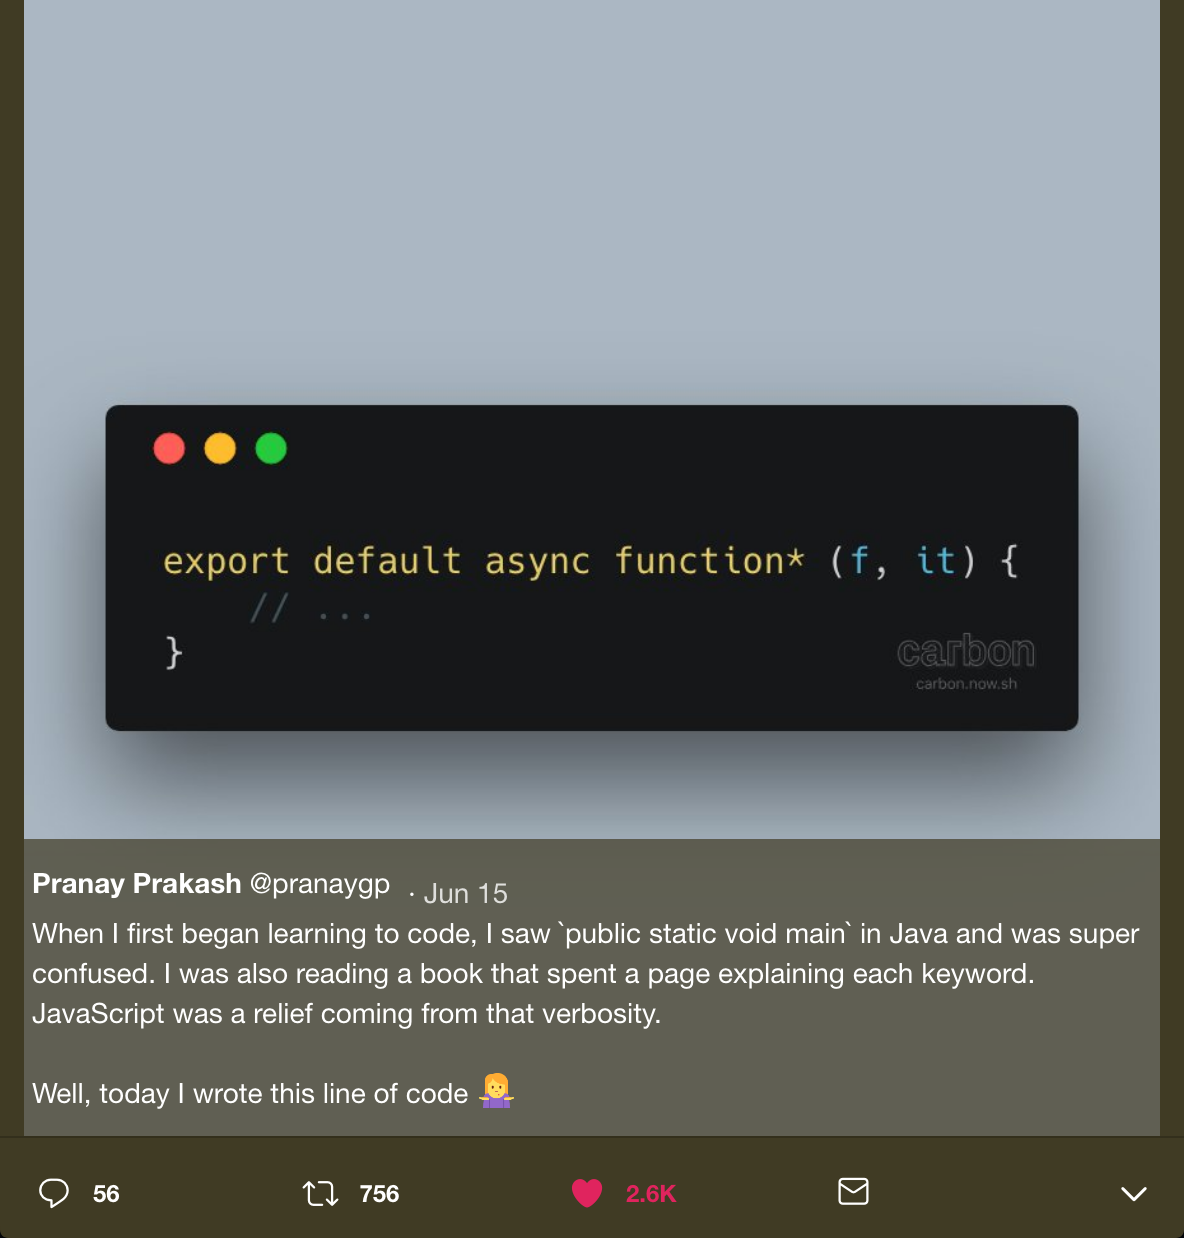 export default async function* (f, it) {
// ...
}
carbon
carbon.now.sh
Pranay Prakash @pranaygp · Jun 15
When I first began learning to code, I saw `public static void main` in Java and was super
confused. I was also reading a book that spent a page explaining each keyword.
JavaScript was a relief coming from that verbosity.
Well, today I wrote this line of code 🤷‍♀️
56 756 2.6K